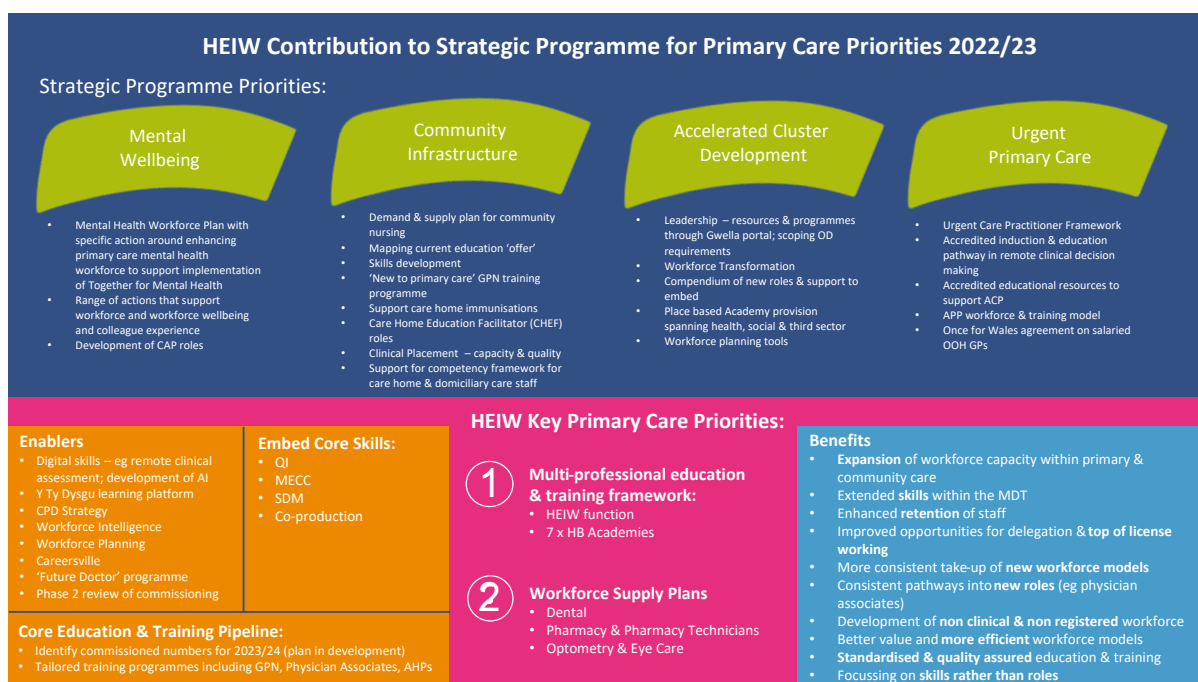 HEIW Contribution to Strategic Programme for Primary Care Priorities 2022/23
Strategic Programme Priorities:
Mental
Wellbeing
• Mental Health Workforce Plan with
specific action around enhancing
primary care mental health
workforce to support implementation
of Together for Mental Health
• Range of actions that support
workforce and workforce wellbeing
and colleague experience
• Development of CAP roles
Community
Infrastructure
• Demand & supply plan for community
nursing
• Mapping current education ‘offer’
• Skills development
• ‘New to primary care’ GPN training
programme
• Support care home immunisations
• Care Home Education Facilitator (CHEF)
roles
• Clinical Placement – capacity & quality
• Support for competency framework for
care home & domiciliary care staff
Accelerated Cluster
Development
• Leadership – resources & programmes
through Gwella portal; scoping OD
requirements
• Workforce Transformation
• Compendium of new roles & support to
embed
• Place based Academy provision
spanning health, social & third sector
• Workforce planning tools
Urgent
Primary Care
• Urgent Care Practitioner Framework
• Accredited induction & education
pathway in remote clinical decision
making
• Accredited educational resources to
support ACP
• APP workforce & training model
• Once for Wales agreement on salaried
OOH GPs
Enablers
• Digital skills – eg remote clinical
assessment; development of AI
• Y Ty Dysgu learning platform
• CPD Strategy
• Workforce Intelligence
• Workforce Planning
• Careersville
• ‘Future Doctor’ programme
• Phase 2 review of commissioning
Embed Core Skills:
• QI
• MECC
• SDM
• Co-production
Core Education & Training Pipeline:
• Identify commissioned numbers for 2023/24 (plan in development)
• Tailored training programmes including GPN, Physician Associates, AHPs
HEIW Key Primary Care Priorities:
1
Multi-professional education
& training framework:
• HEIW function
• 7 x HB Academies
2
Workforce Supply Plans
• Dental
• Pharmacy & Pharmacy Technicians
• Optometry & Eye Care
Benefits
• Expansion of workforce capacity within primary &
community care
• Extended skills within the MDT
• Enhanced retention of staff
• Improved opportunities for delegation & top of license
working
• More consistent take-up of new workforce models
• Consistent pathways into new roles (eg physician
associates)
• Development of non clinical & non registered workforce
• Better value and more efficient workforce models
• Standardised & quality assured education & training
• Focussing on skills rather than roles